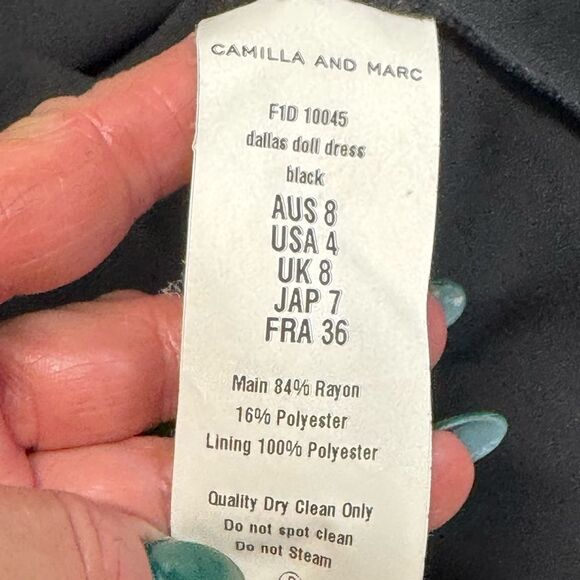 CAMILLA AND MARC
F1D 10045
dallas doll dress
black
AUS 8
USA 4
UK 8
JAP 7
FRA 36
Main 84% Rayon
16% Polyester
Lining 100% Polyester
Quality Dry Clean Only
Do not spot clean
Do not Steam